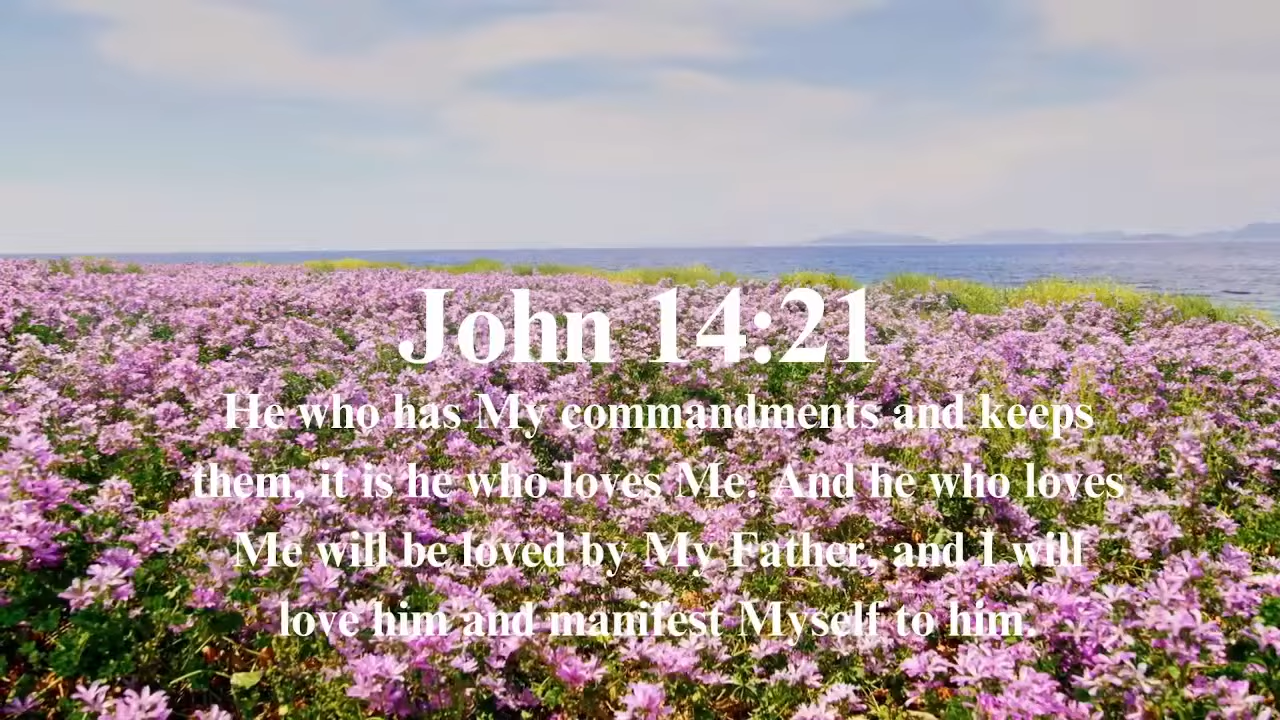 John 14:21
He who has My commandments and keeps
them, it is he who loves Me. And he who loves
Me will be loved by My Father, and I will
love him and manifest Myself to him.